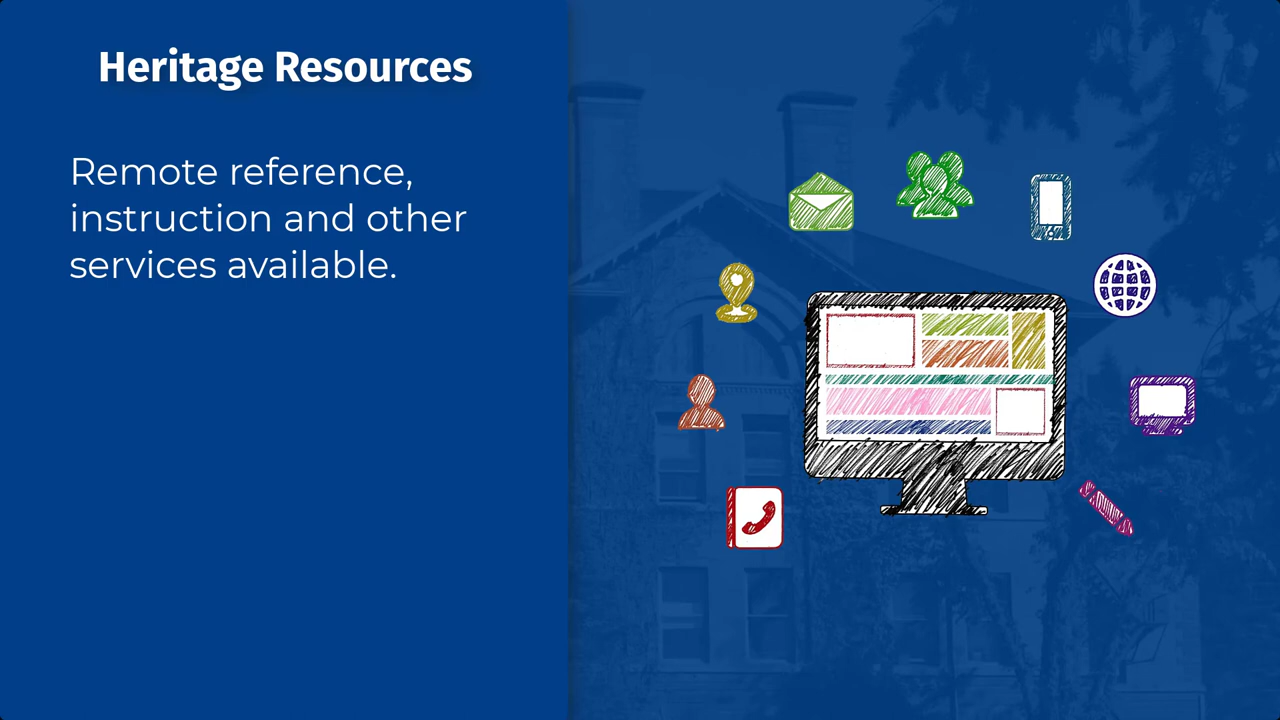 Heritage Resources
Remote reference,
instruction and other
services available.